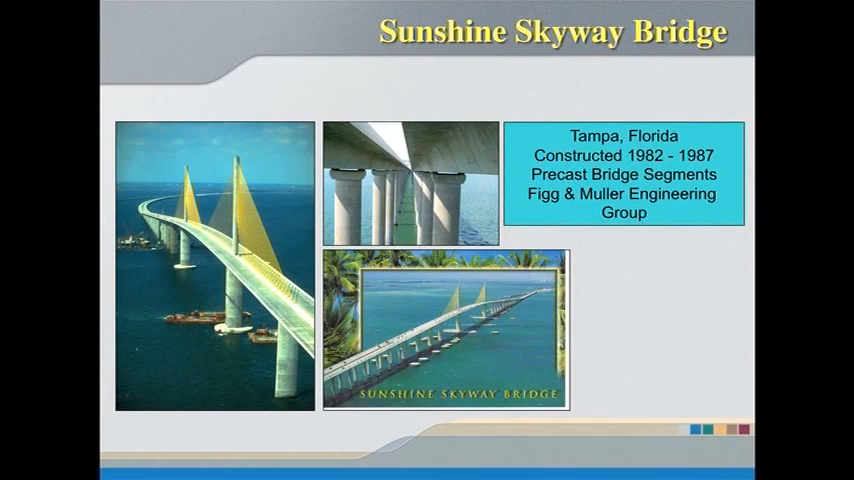 Sunshine Skyway Bridge
Tampa, Florida
Constructed 1982 - 1987
Precast Bridge Segments
Figg & Muller Engineering
Group
SUNSHINE SKYWAY BRIDGE